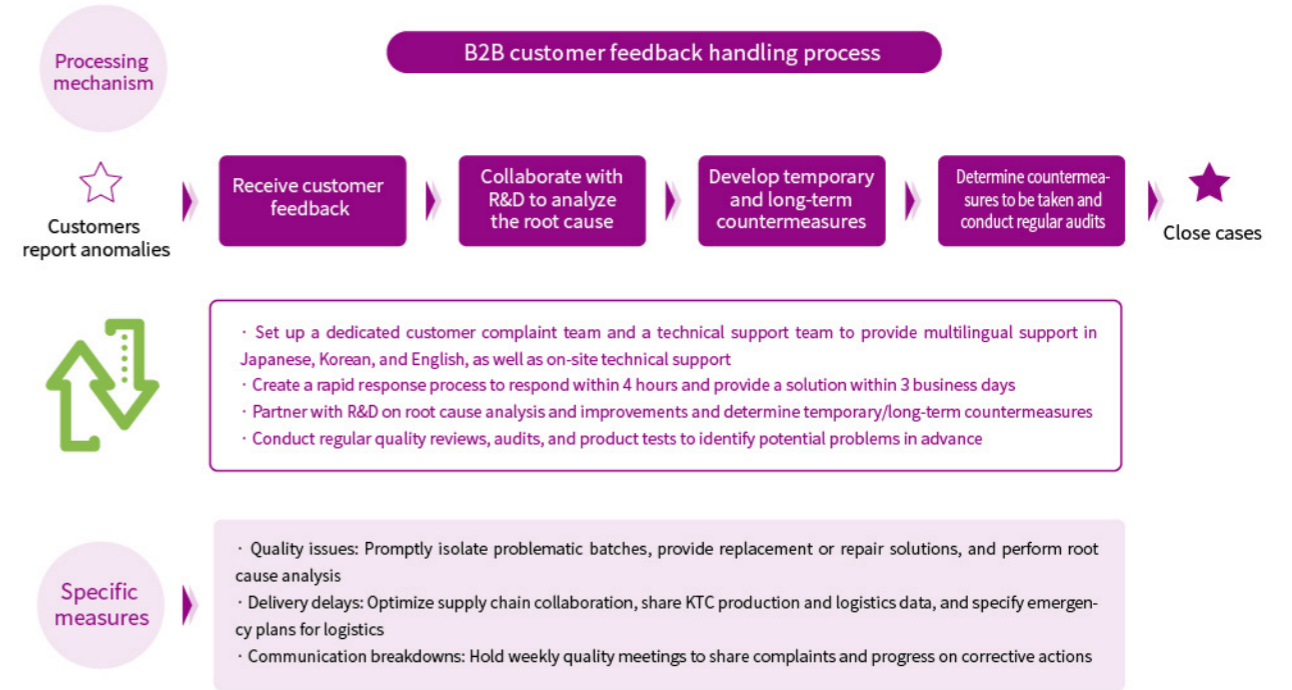 Processing
mechanism
B2B customer feedback handling process
Customers
report anomalies
Receive customer
feedback
Collaborate with
R&D to analyze
the root cause
Develop temporary
and long-term
countermeasures
Determine countermea-
sures to be taken and
conduct regular audits
Close cases
· Set up a dedicated customer complaint team and a technical support team to provide multilingual support in
Japanese, Korean, and English, as well as on-site technical support
· Create a rapid response process to respond within 4 hours and provide a solution within 3 business days
· Partner with R&D on root cause analysis and improvements and determine temporary/long-term countermeasures
· Conduct regular quality reviews, audits, and product tests to identify potential problems in advance
Specific
measures
· Quality issues: Promptly isolate problematic batches, provide replacement or repair solutions, and perform root
cause analysis
· Delivery delays: Optimize supply chain collaboration, share KTC production and logistics data, and specify emergen-
cy plans for logistics
· Communication breakdowns: Hold weekly quality meetings to share complaints and progress on corrective actions